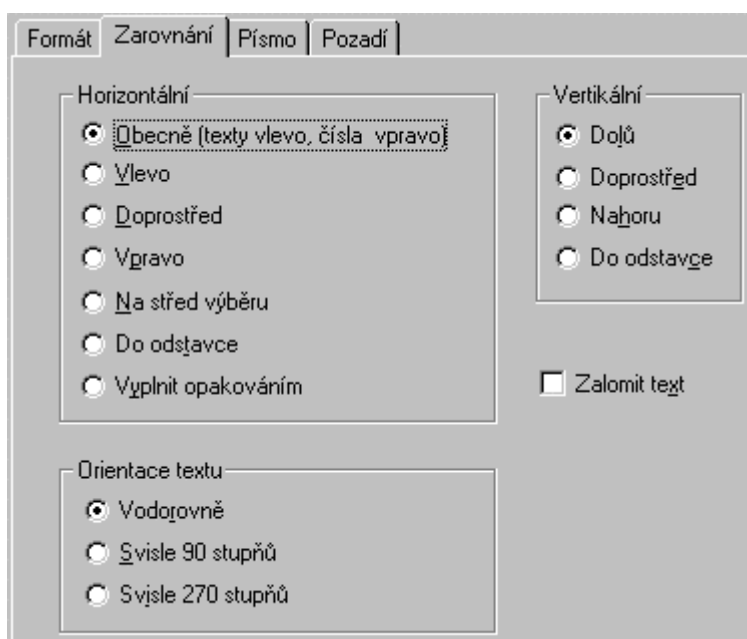 Formát Zarovnání Písmo Pozadí
Horizontální
Obecně (texty vlevo, čísla vpravo)
Vlevo
Doprostřed
Vpravo
Na střed výběru
Do odstavce
Vyplnit opakováním
Vertikální
Dolů
Doprostřed
Nahoru
Do odstavce
Zalomit text
Orientace textu
Vodorovně
Svisle 90 stupňů
Svisle 270 stupňů